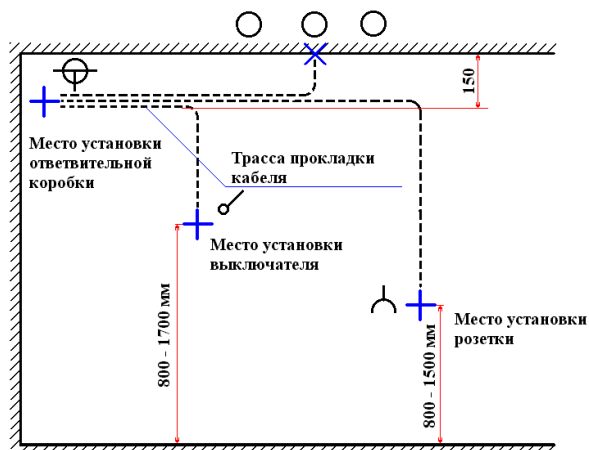 150
Место установки
ответвительной
коробки
Трасса прокладки
кабеля
Место установки
выключателя
800 - 1700 мм
Место установки
розетки
800 - 1500 мм